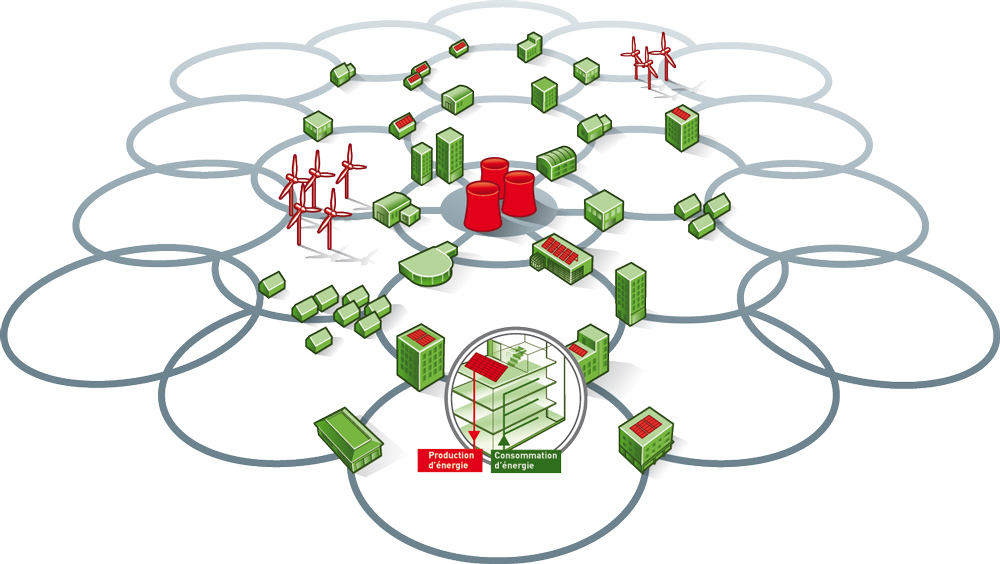 Production
d'énergie
Consommation
d'énergie